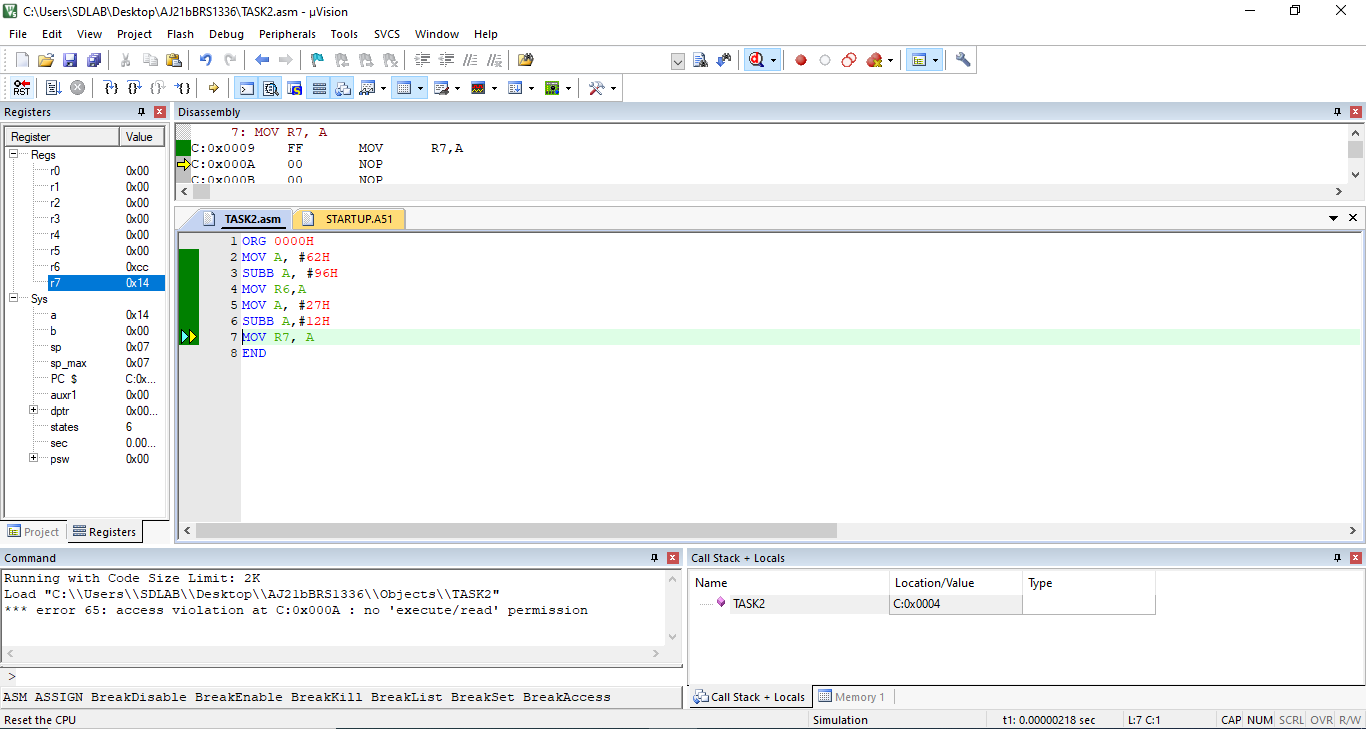 C:\Users\SDLAB\Desktop\AJ21bBRS1336\TASK2.asm - µVision
File Edit View Project Flash Debug Peripherals Tools SVCS Window Help
RST
Registers
Register Value
Regs
r0 0x00
r1 0x00
r2 0x00
r3 0x00
r4 0x00
r5 0x00
r6 0xcc
r7 0x14
Sys
a 0x14
b 0x00
sp 0x07
sp_max 0x07
PC $ C:0x...
auxr1 0x00
dptr 0x00...
states 6
sec 0.00...
psw 0x00
Project Registers
Disassembly
7: MOV R7, A
C:0x0009 FF MOV R7,A
C:0x000A 00 NOP
C:0x000B 00 NOP
TASK2.asm STARTUP.A51
1 ORG 0000H
2 MOV A, #62H
3 SUBB A, #96H
4 MOV R6,A
5 MOV A, #27H
6 SUBB A,#12H
7 MOV R7, A
8 END
Command
Running with Code Size Limit: 2K
Load "C:\\Users\\SDLAB\\Desktop\\AJ21bBRS1336\\Objects\\TASK2"
*** error 65: access violation at C:0x000A : no 'execute/read' permission
>
ASM ASSIGN BreakDisable BreakEnable BreakKill BreakList BreakSet BreakAccess
Call Stack + Locals
Name Location/Value Type
TASK2 C:0x0004
Call Stack + Locals Memory 1
Reset the CPU Simulation t1: 0.00000218 sec L:7 C:1 CAP NUM SCRL OVR R/W